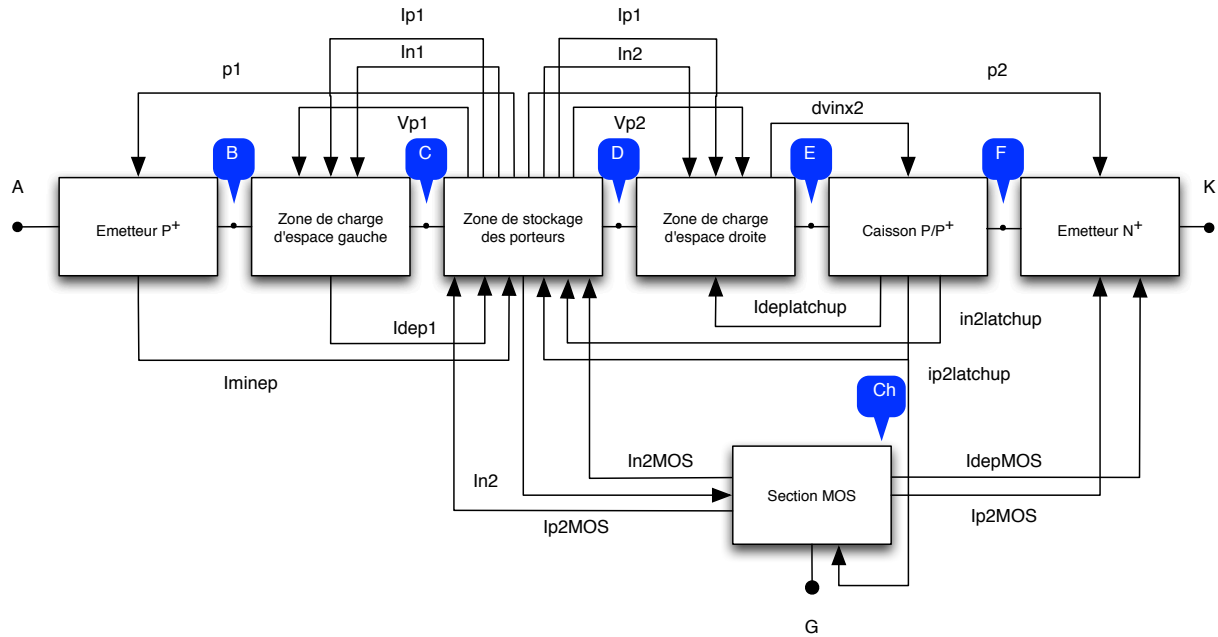 Ip1
Ip1
In1
In2
p1
p2
Vp1
Vp2
dvinx2
B
C
D
E
F
A
K
Emetteur P+
Zone de charge
d'espace gauche
Zone de stockage
des porteurs
Zone de charge
d'espace droite
Caisson P/P+
Emetteur N+
Idep1
Ideplatchup
in2latchup
Iminep
ip2latchup
Ch
In2
In2MOS
IdepMOS
Section MOS
Ip2MOS
Ip2MOS
G